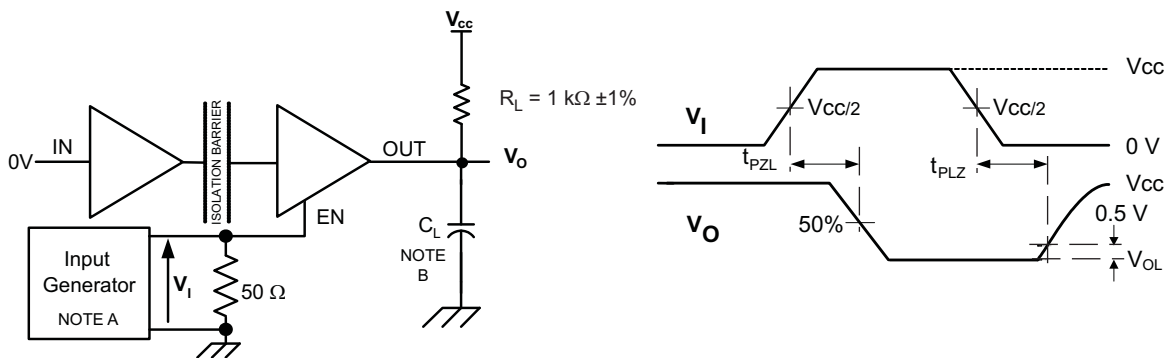 Vcc
RL = 1 kΩ ±1%
ISOLATION BARRIER
0V
IN
OUT
VO
EN
CL
NOTE
B
Input
Generator
NOTE A
VI
50 Ω
Vcc
VI
Vcc/2
Vcc/2
0 V
tPZL
tPLZ
Vcc
0.5 V
VO
50%
VOL